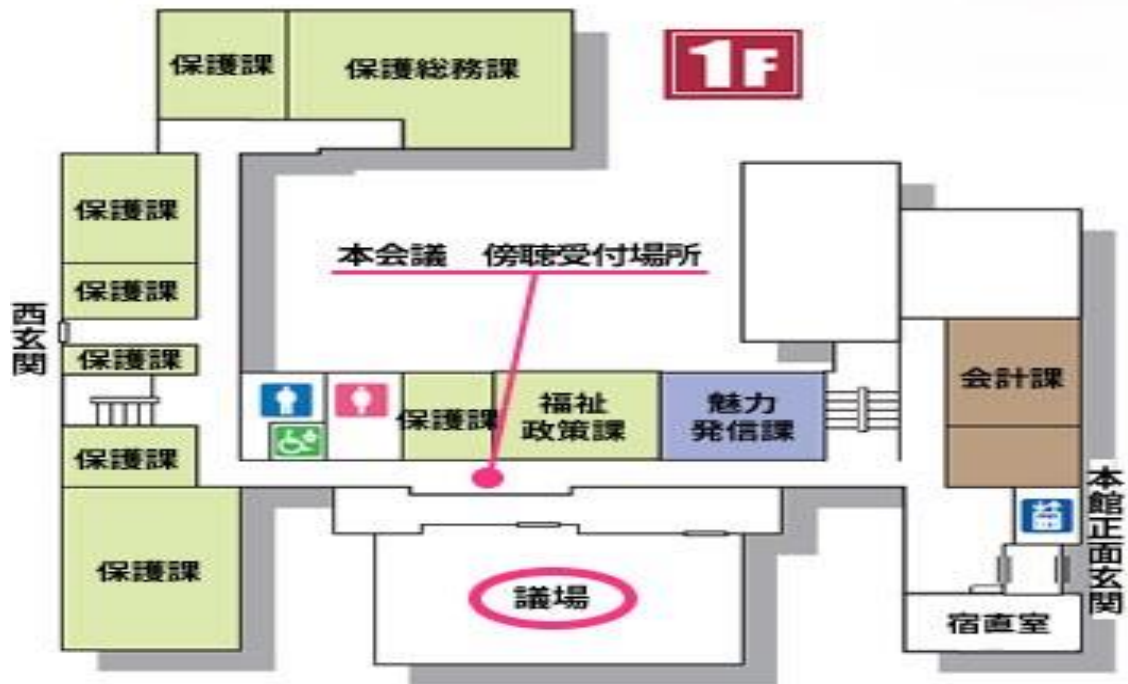 1F
保護課
保護総務課
保護課
本会議　傍聴受付場所
保護課
西玄関
保護課
会計課
保護課
福祉
政策課
魅力
発信課
保護課
本館正面玄関
保護課
議場
宿直室